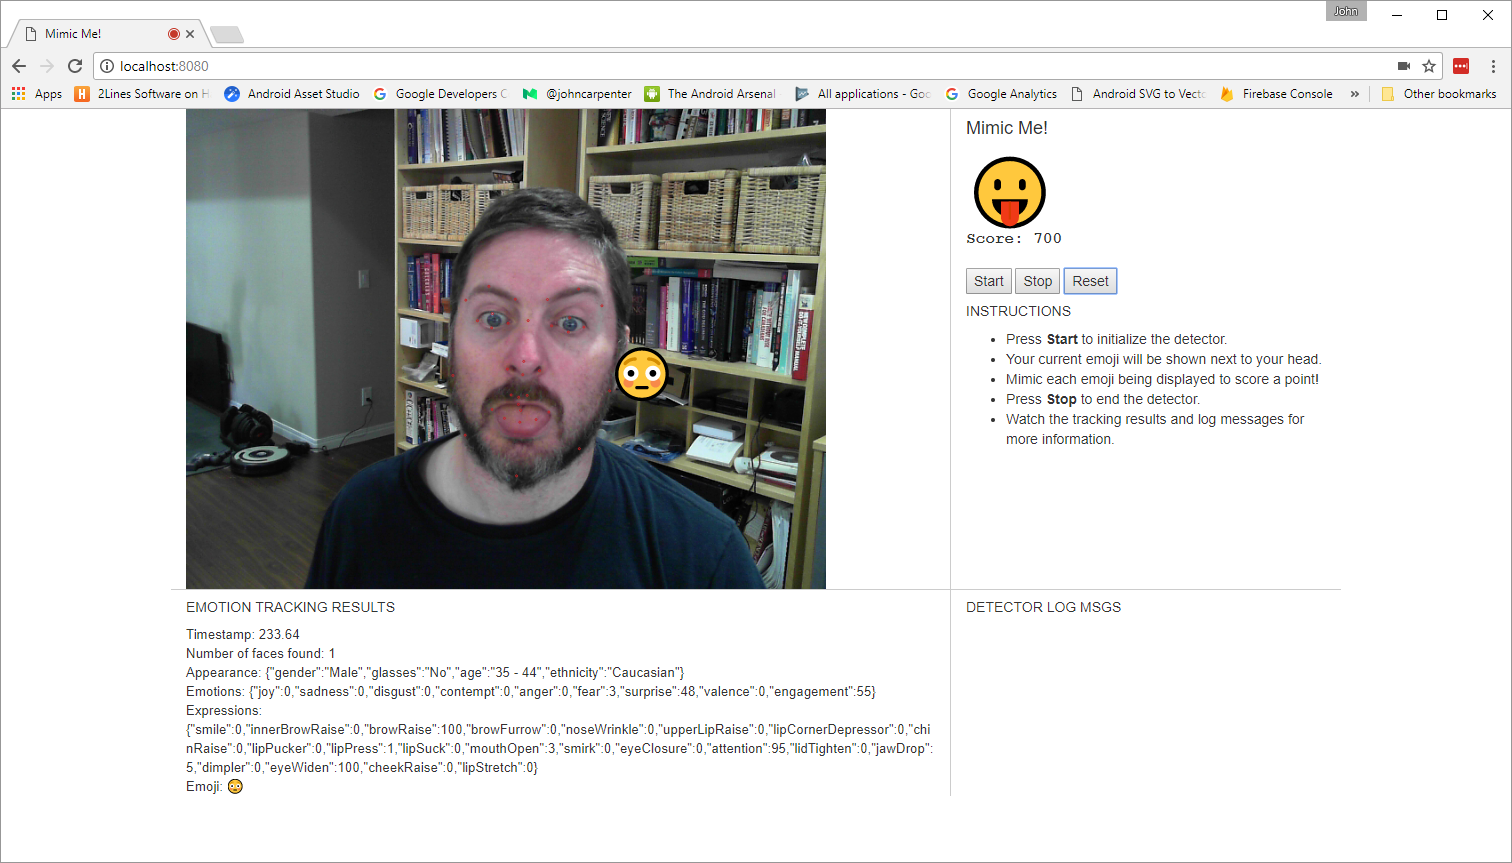 John
Mimic Me!
localhost:8080
Apps
2Lines Software on H
Android Asset Studio
Google Developers C
@johncarpenter
The Android Arsenal
All applications - Goo
Google Analytics
Android SVG to Vecto
Firebase Console
»
Other bookmarks
Mimic Me!
Score: 700
Start Stop Reset
INSTRUCTIONS
• Press Start to initialize the detector.
• Your current emoji will be shown next to your head.
• Mimic each emoji being displayed to score a point!
• Press Stop to end the detector.
• Watch the tracking results and log messages for
more information.
EMOTION TRACKING RESULTS
Timestamp: 233.64
Number of faces found: 1
Appearance: {"gender":"Male","glasses":"No","age":"35 - 44","ethnicity":"Caucasian"}
Emotions: {"joy":0,"sadness":0,"disgust":0,"contempt":0,"anger":0,"fear":3,"surprise":48,"valence":0,"engagement":55}
Expressions:
{"smile":0,"innerBrowRaise":0,"browRaise":100,"browFurrow":0,"noseWrinkle":0,"upperLipRaise":0,"lipCornerDepressor":0,"chi
nRaise":0,"lipPucker":0,"lipPress":1,"lipSuck":0,"mouthOpen":3,"smirk":0,"eyeClosure":0,"attention":95,"lidTighten":0,"jawDrop":
5,"dimpler":0,"eyeWiden":100,"cheekRaise":0,"lipStretch":0}
Emoji: 😳
DETECTOR LOG MSGS